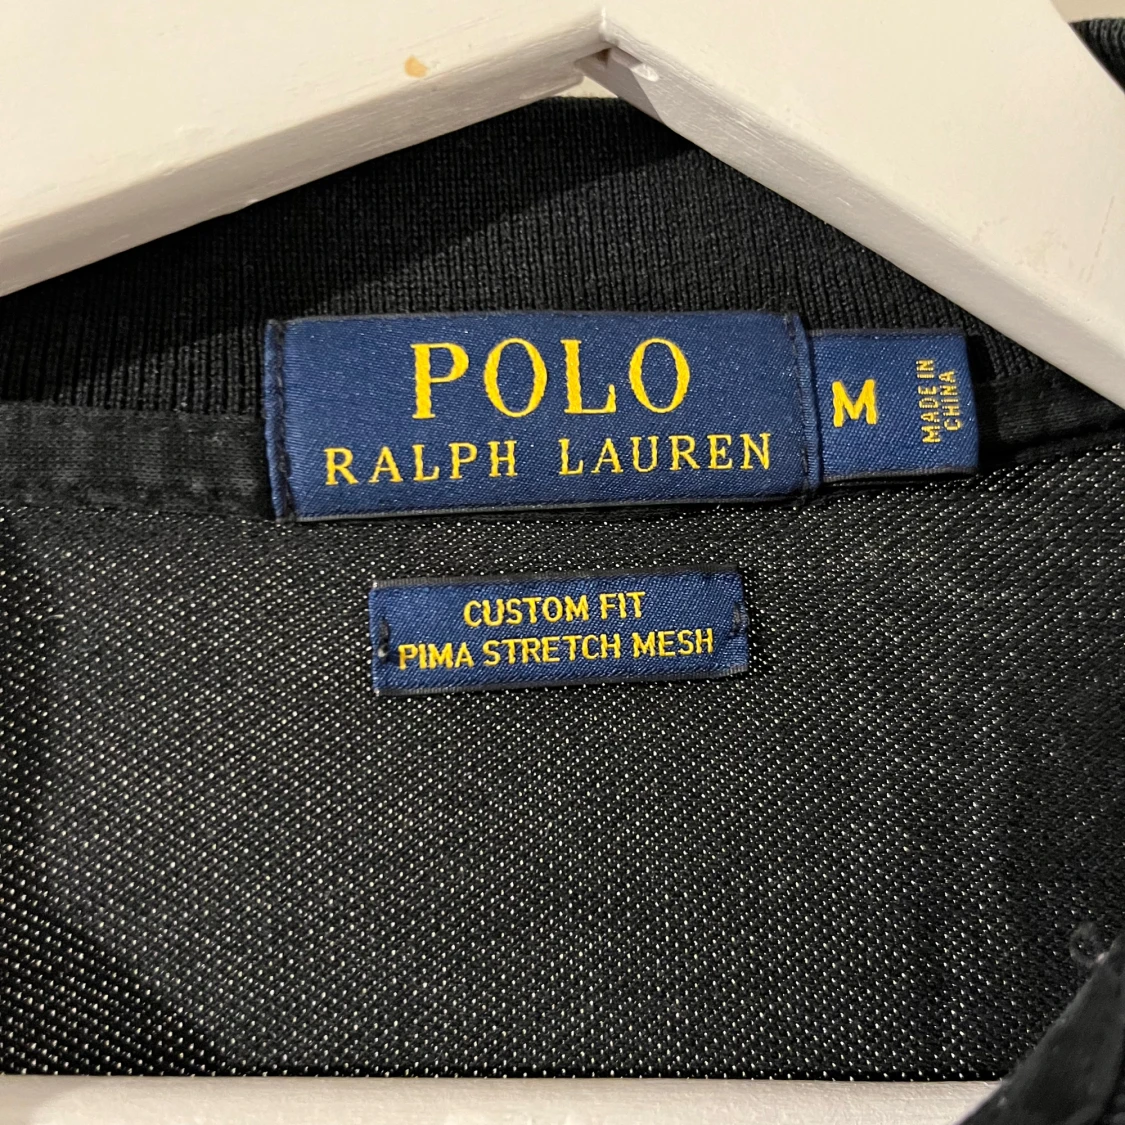 POLO
RALPH LAUREN
M
MADE IN
CHINA
CUSTOM FIT
PIMA STRETCH MESH